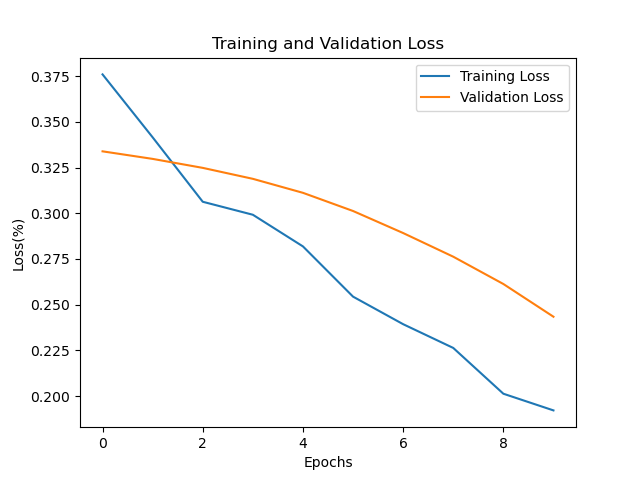 Training and Validation Loss
Training Loss
Validation Loss
0.375
0.350
0.325
0.300
0.275
0.250
0.225
0.200
Loss(%)
0 2 4 6 8
Epochs